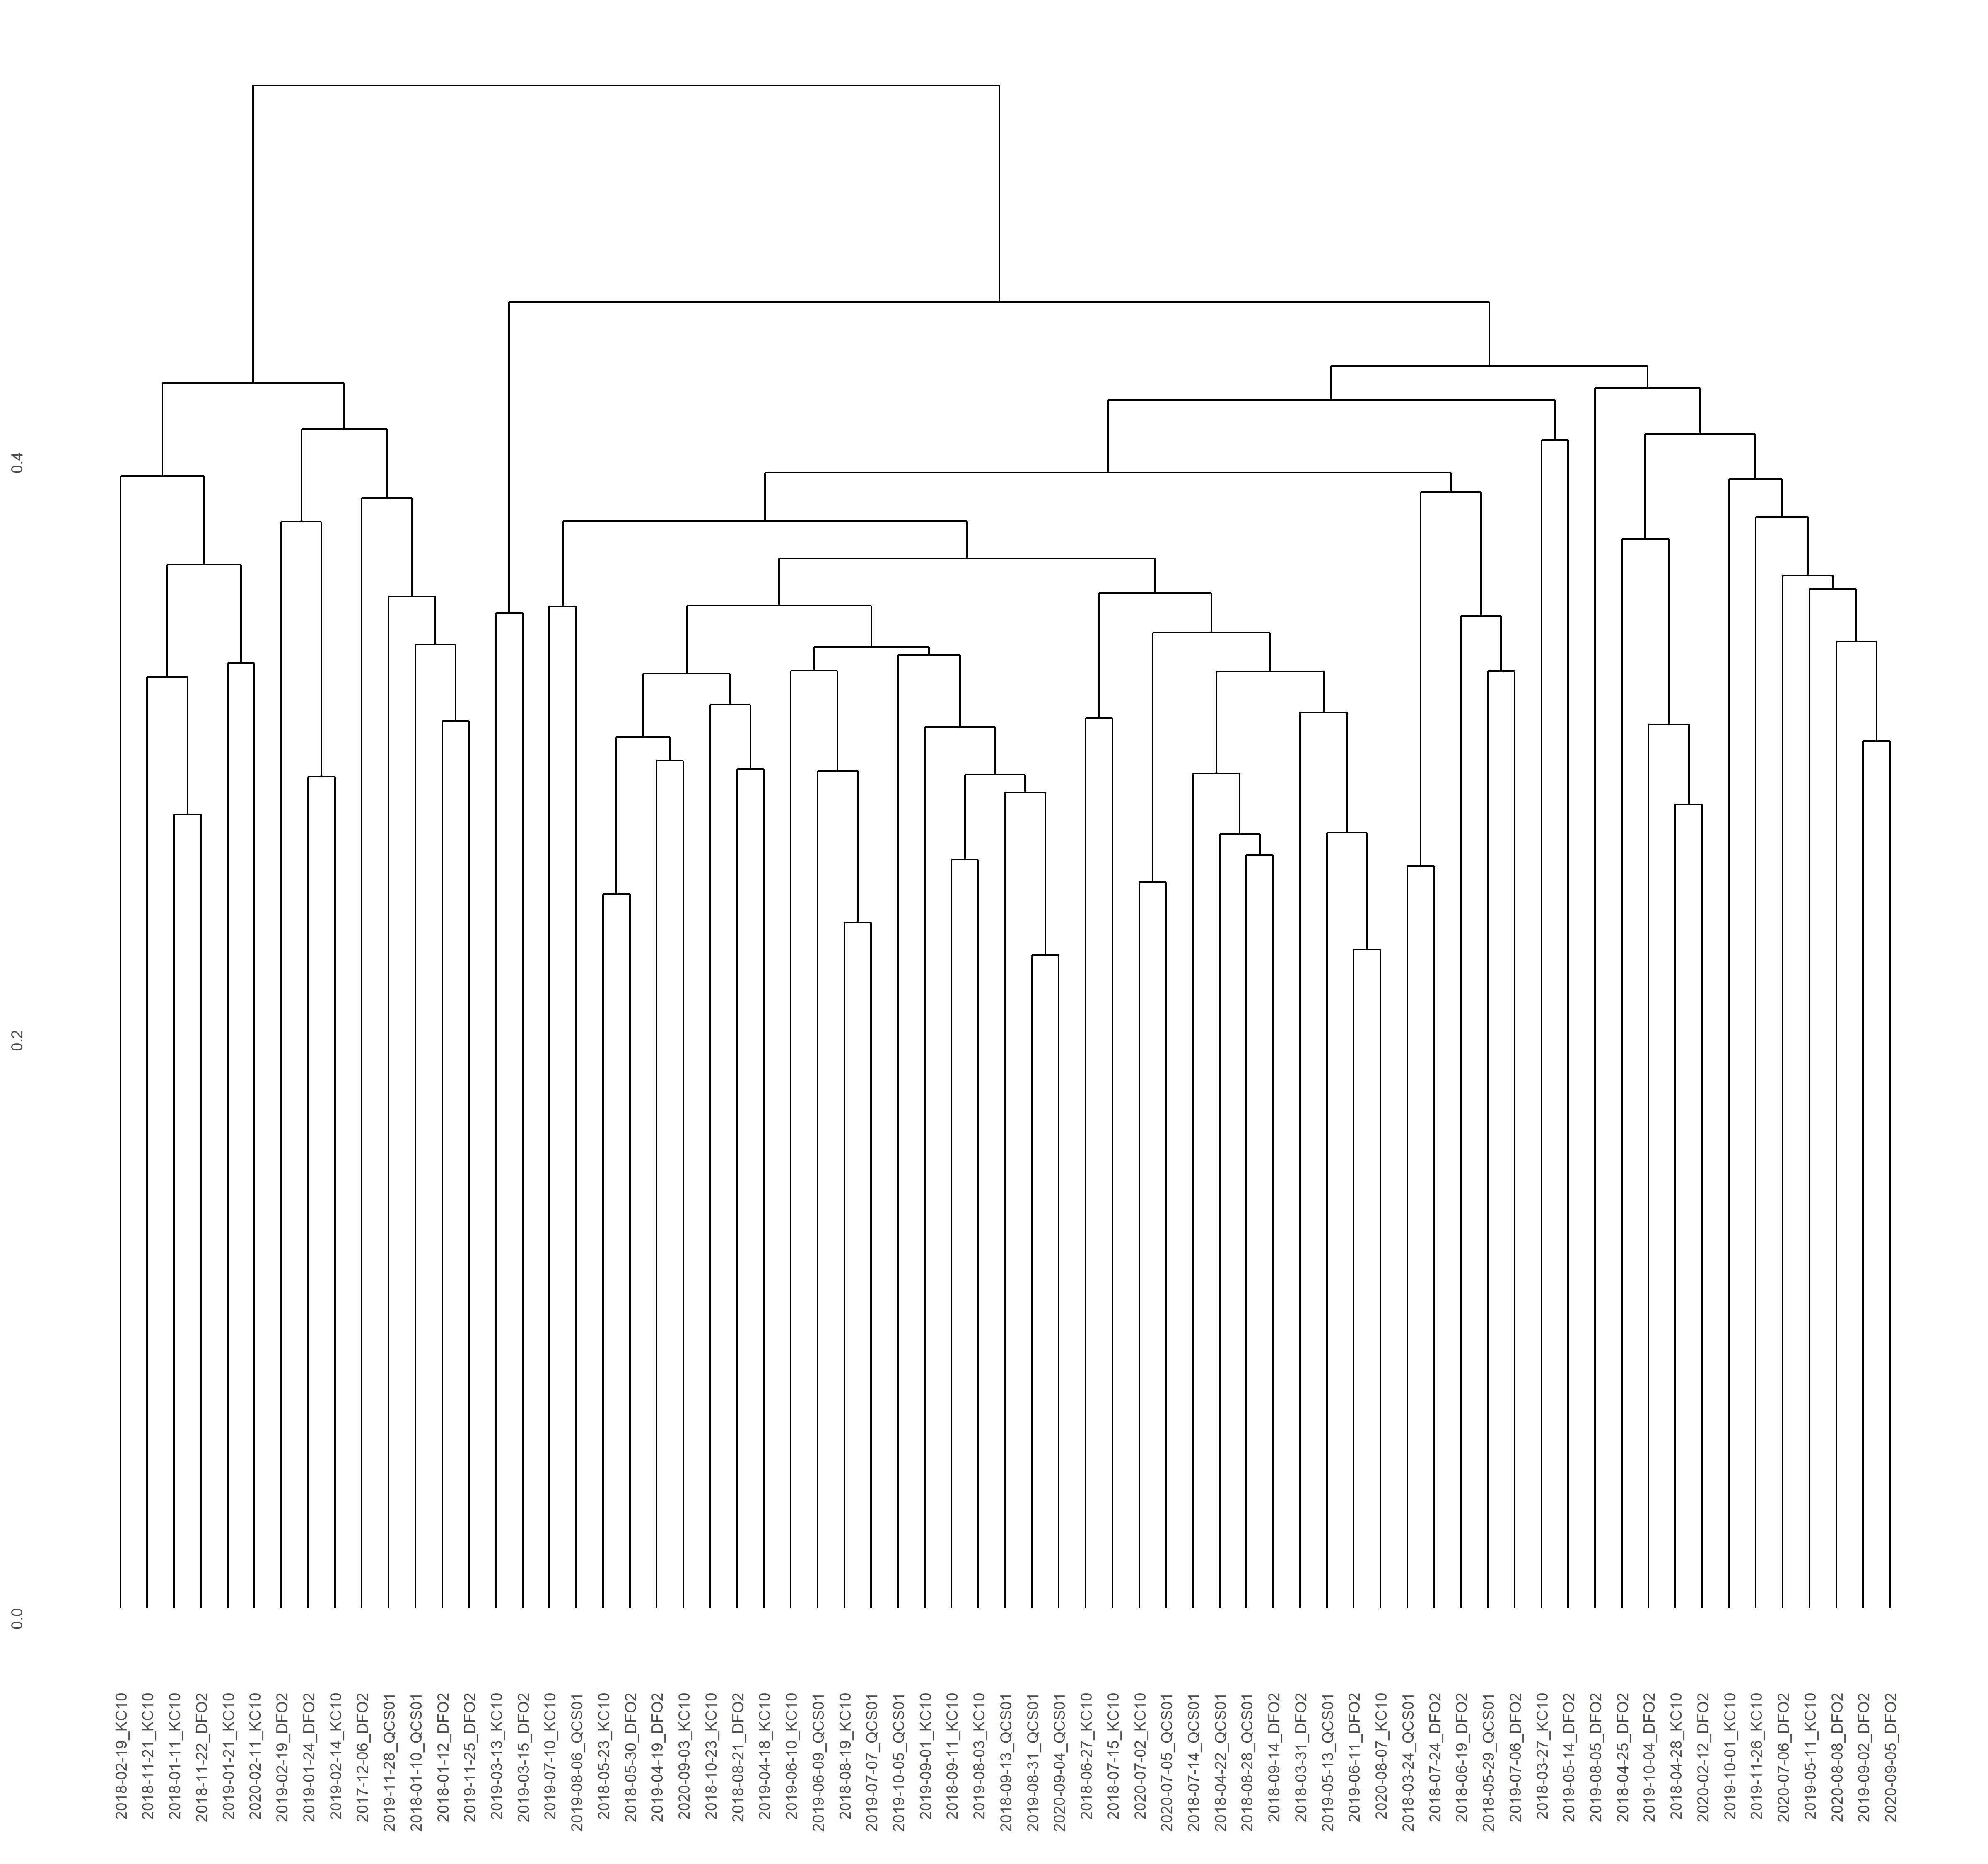 0.4
0.2
0.0
2018-02-19_KC10
2018-11-21_KC10
2018-01-11_KC10
2018-11-22_DFO2
2019-01-21_KC10
2020-02-11_KC10
2019-02-19_DFO2
2019-01-24_DFO2
2019-02-14_KC10
2017-12-06_DFO2
2019-11-28_QCS01
2018-01-10_QCS01
2018-01-12_DFO2
2019-11-25_DFO2
2019-03-13_KC10
2019-03-15_DFO2
2019-07-10_KC10
2019-08-06_QCS01
2018-05-23_KC10
2018-05-30_DFO2
2019-04-19_DFO2
2020-09-03_KC10
2018-10-23_KC10
2018-08-21_DFO2
2019-04-18_KC10
2019-06-10_KC10
2019-06-09_QCS01
2018-08-19_KC10
2019-07-07_QCS01
2019-10-05_QCS01
2019-09-01_KC10
2018-09-11_KC10
2019-08-03_KC10
2018-09-13_QCS01
2019-08-31_QCS01
2020-09-04_QCS01
2018-06-27_KC10
2018-07-15_KC10
2020-07-02_KC10
2020-07-05_QCS01
2018-07-14_QCS01
2018-04-22_QCS01
2018-08-28_QCS01
2018-09-14_DFO2
2018-03-31_DFO2
2019-05-13_QCS01
2019-06-11_DFO2
2020-08-07_KC10
2018-03-24_QCS01
2018-07-24_DFO2
2018-06-19_DFO2
2018-05-29_QCS01
2019-07-06_DFO2
2018-03-27_KC10
2019-05-14_DFO2
2019-08-05_DFO2
2018-04-25_DFO2
2019-10-04_DFO2
2018-04-28_KC10
2020-02-12_DFO2
2019-10-01_KC10
2019-11-26_KC10
2020-07-06_DFO2
2019-05-11_KC10
2020-08-08_DFO2
2019-09-02_DFO2
2020-09-05_DFO2